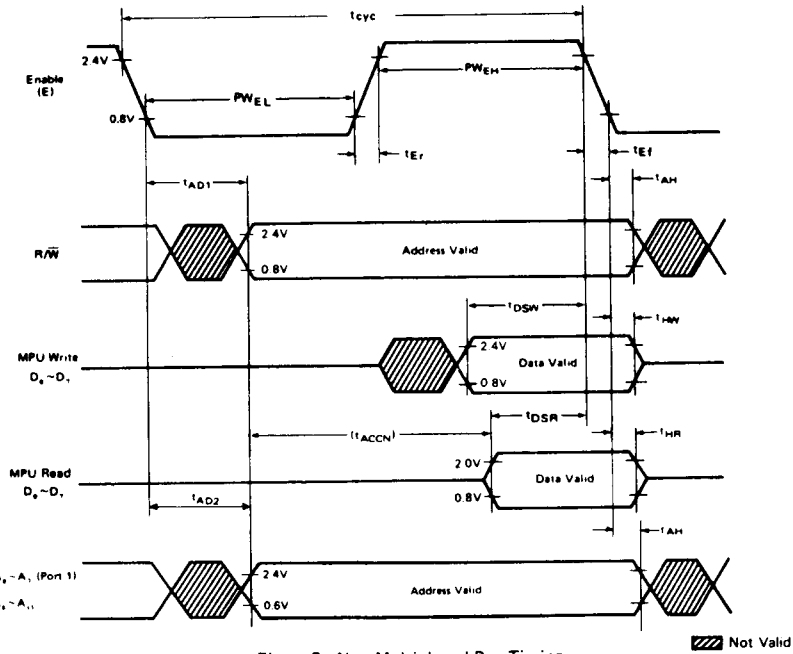 tcyc
2.4V
Enable
(E)
PWEL
PWEH
0.8V
tEr
tEf
tAD1
tAH
R/W̅
2.4V
Address Valid
0.8V
tDSW
tHW
MPU Write
D₀~D₇
2.4V
Data Valid
0.8V
tDSR
(tACCN)
tHR
MPU Read
D₀~D₇
2.0V
Data Valid
0.8V
tAD2
tAH
(Port 1)
2.4V
Address Valid
0.6V
Not Valid